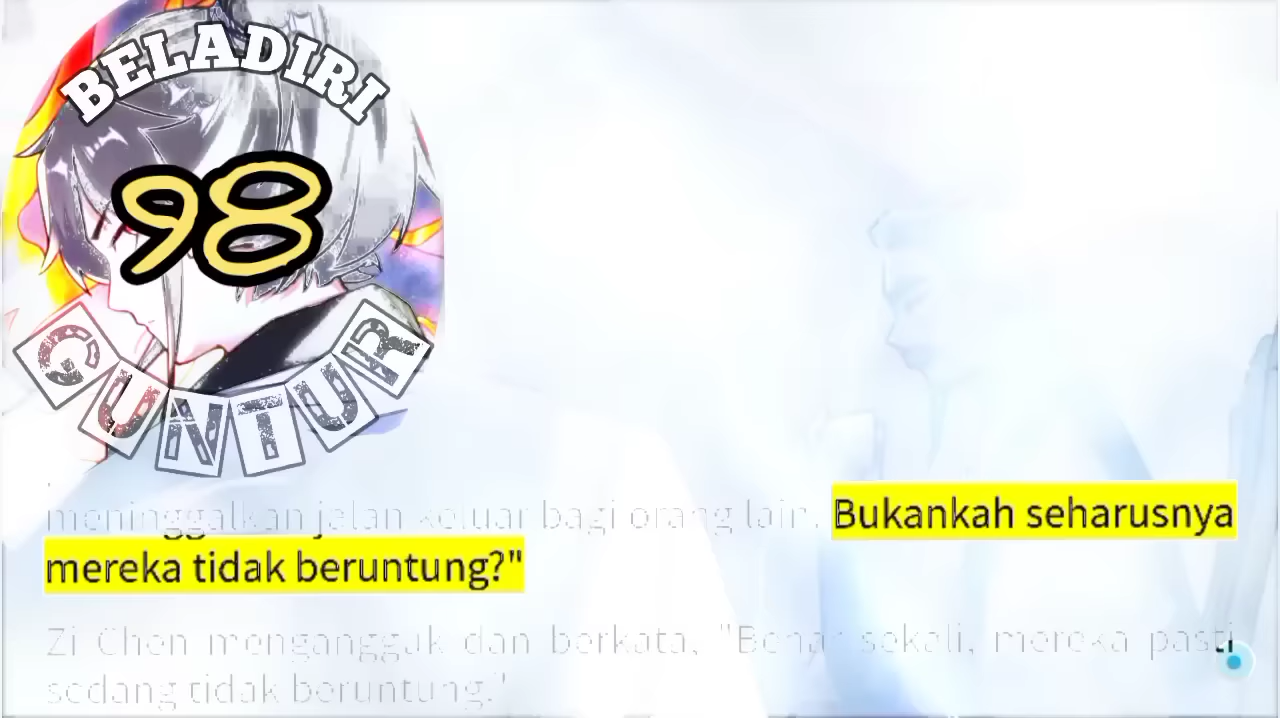 BELADIRI
98
GUNTUR
meninggalkan jalan keluar bagi orang lain. Bukankah seharusnya
mereka tidak beruntung?"
Zi Chen mengangguk dan berkata, "Benar sekali, mereka pasti
sedang tidak beruntung."